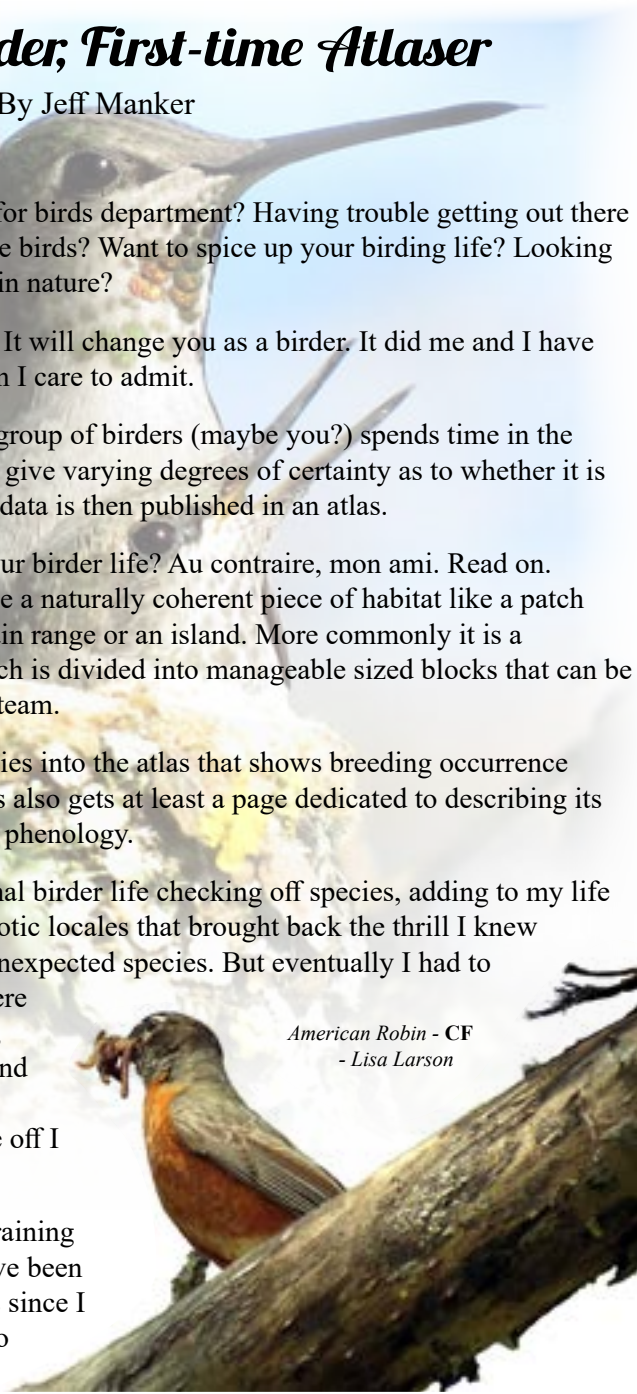 der, First-time Atlaser
By Jeff Manker
for birds department? Having trouble getting out there
e birds? Want to spice up your birding life? Looking
in nature?
It will change you as a birder. It did me and I have
n I care to admit.
group of birders (maybe you?) spends time in the
give varying degrees of certainty as to whether it is
data is then published in an atlas.
ur birder life? Au contraire, mon ami. Read on.
e a naturally coherent piece of habitat like a patch
in range or an island. More commonly it is a
ch is divided into manageable sized blocks that can be
team.
ies into the atlas that shows breeding occurrence
s also gets at least a page dedicated to describing its
phenology.
nal birder life checking off species, adding to my life
otic locales that brought back the thrill I knew
nexpected species. But eventually I had to
ere
American Robin - CF
- Lisa Larson
nd
e off I
raining
ve been
since I
o